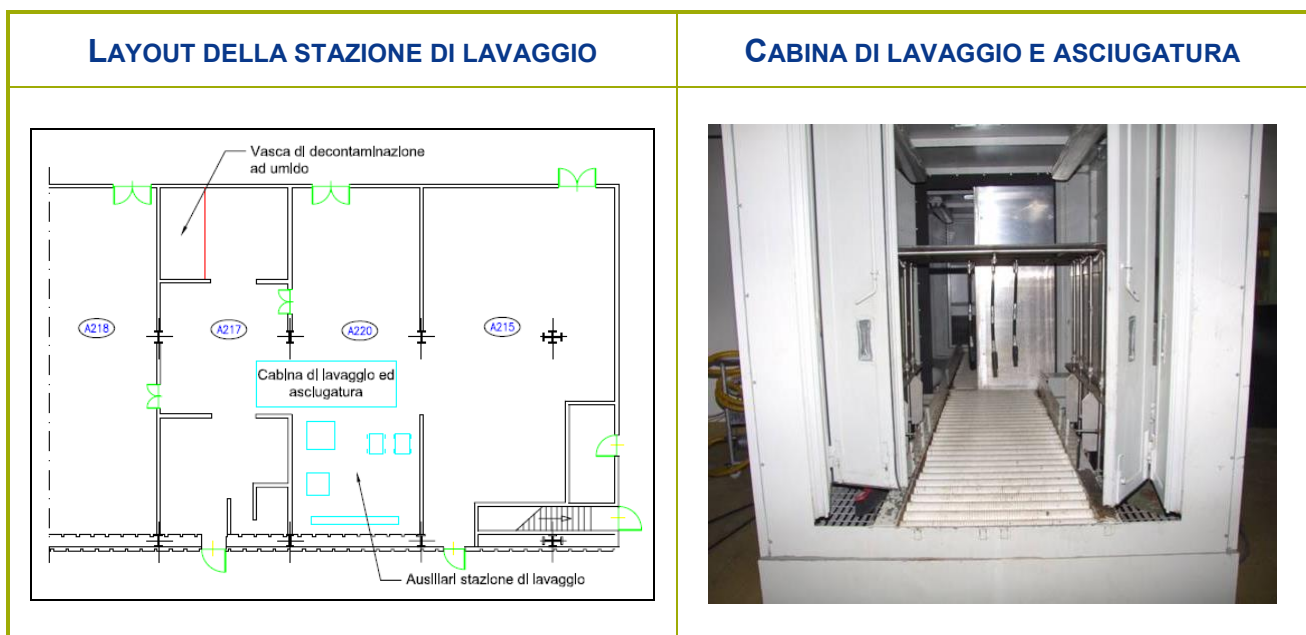 LAYOUT DELLA STAZIONE DI LAVAGGIO
CABINA DI LAVAGGIO E ASCIUGATURA
Vasca di decontaminazione
ad umido
A218
A217
A220
A215
Cabina di lavaggio ed
asciugatura
Ausiliari stazione di lavaggio